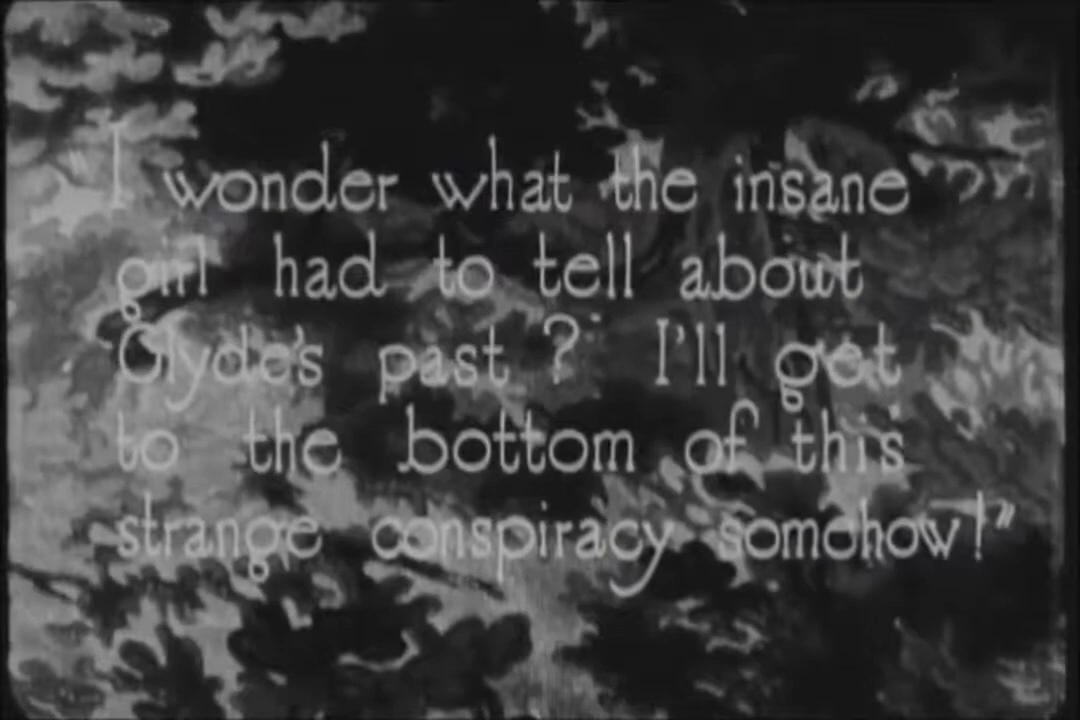 "I wonder what the insane
girl had to tell about
Clyde's past? I'll get
to the bottom of this
strange conspiracy somehow!"